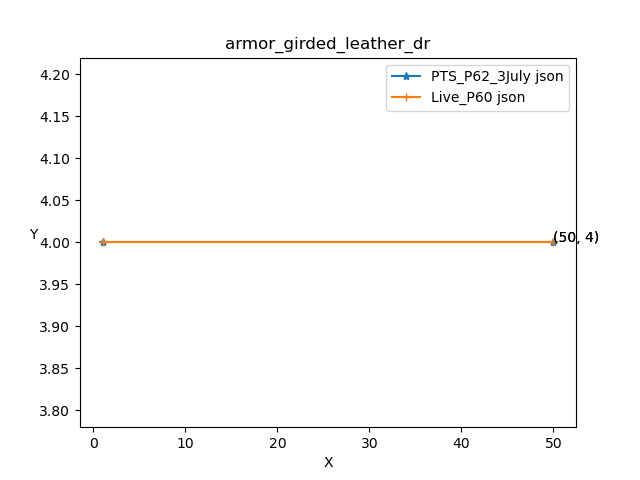 armor_girded_leather_dr
PTS_P62_3July json
Live_P60 json
4.20
4.15
4.10
4.05
4.00
3.95
3.90
3.85
3.80
Y
(50, 4)
0 10 20 30 40 50
X